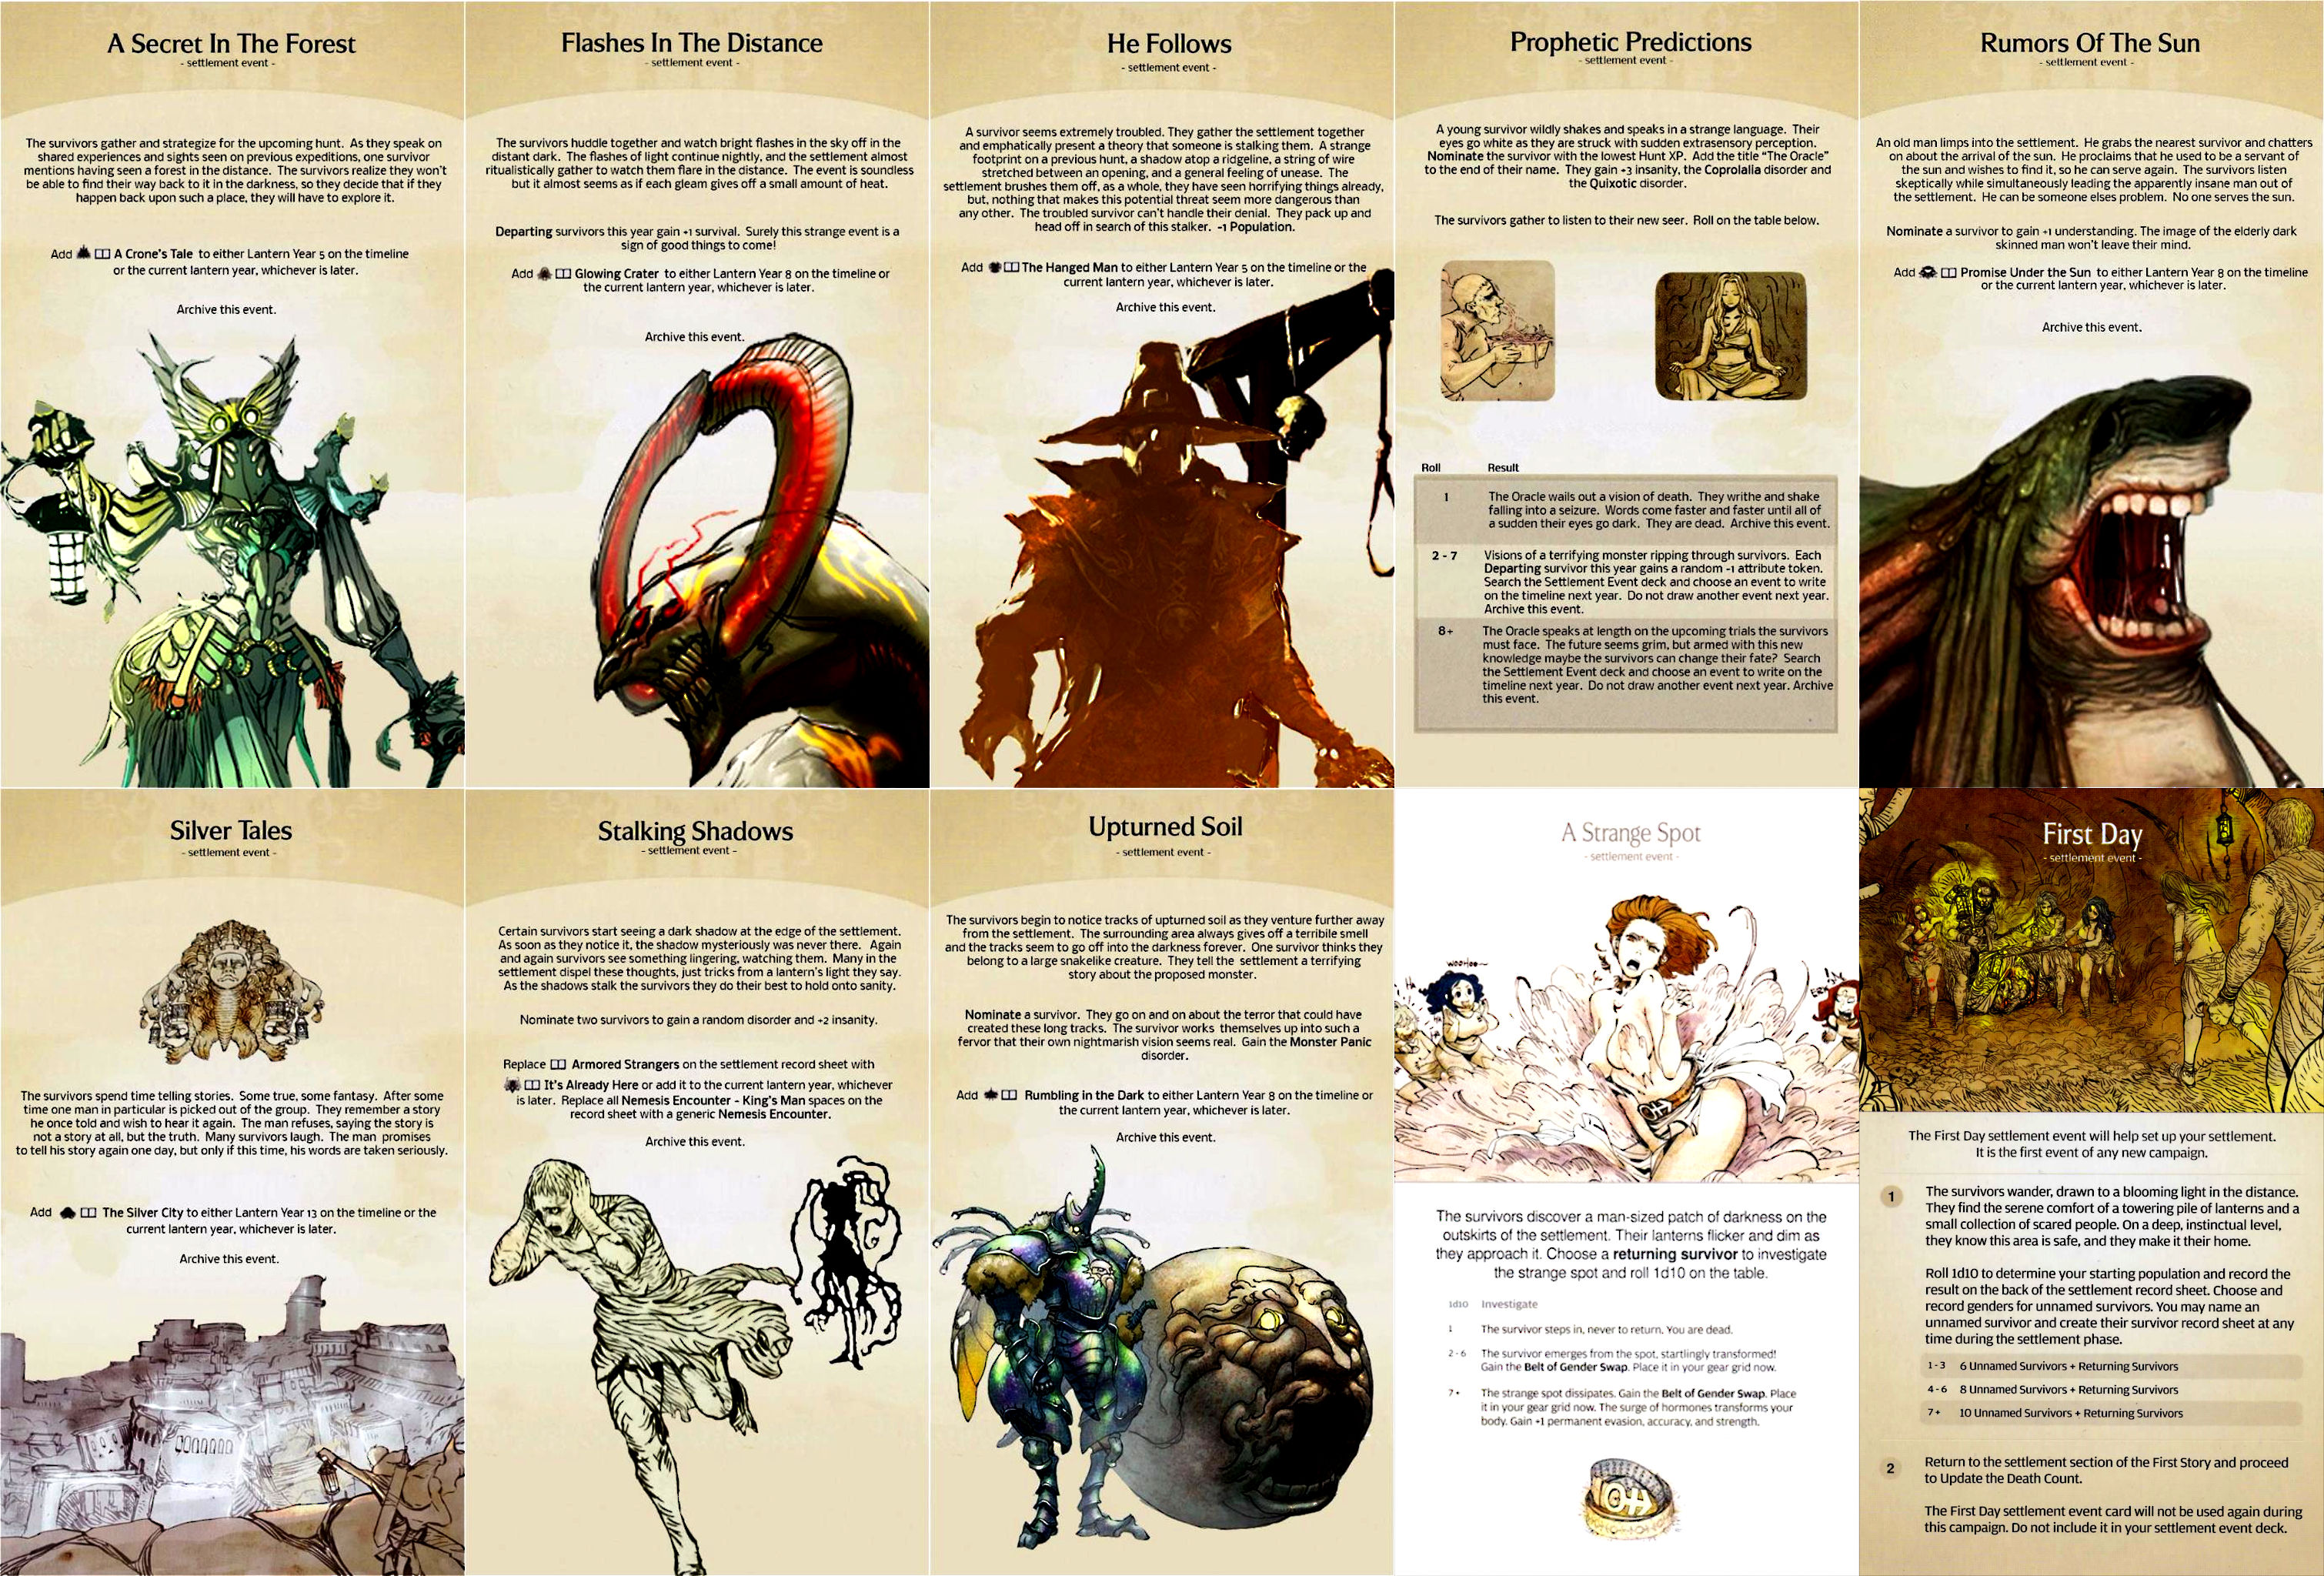 A Secret In The Forest
- settlement event -
The survivors gather and strategize for the upcoming hunt. As they speak on
shared experiences and sights seen on previous expeditions, one survivor
mentions having seen a forest in the distance. The survivors realize they won't
be able to find their way back to it in the darkness, so they decide that if they
happen back upon such a place, they will have to explore it.
Add A Crone's Tale to either Lantern Year 5 on the timeline
or the current lantern year, whichever is later.
Archive this event.
Flashes In The Distance
- settlement event -
The survivors huddle together and watch bright flashes in the sky off in the
distant dark. The flashes of light continue nightly, and the settlement almost
ritualistically gather to watch them flare in the distance. The event is soundless
but it almost seems as if each gleam gives off a small amount of heat.
Departing survivors this year gain +1 survival. Surely this strange event is a
sign of good things to come!
Add Glowing Crater to either Lantern Year 8 on the timeline or
the current lantern year, whichever is later.
Archive this event.
He Follows
- settlement event -
A survivor seems extremely troubled. They gather the settlement together
and emphatically present a theory that someone is stalking them. A strange
footprint on a previous hunt, a shadow atop a ridgeline, a string of wire
stretched between an opening, and a general feeling of unease. The
settlement brushes them off, as a whole, they have seen horrifying things already,
but, nothing that makes this potential threat seem more dangerous than
any other. The troubled survivor can't handle their denial. They pack up and
head off in search of this stalker. -1 Population.
Add The Hanged Man to either Lantern Year 5 on the timeline or the
current lantern year, whichever is later.
Archive this event.
Prophetic Predictions
- settlement event -
A young survivor wildly shakes and speaks in a strange language. Their
eyes go white as they are struck with sudden extrasensory perception.
Nominate the survivor with the lowest Hunt XP. Add the title "The Oracle"
to the end of their name. They gain +3 insanity, the Coprolalia disorder and
the Quixotic disorder.
The survivors gather to listen to their new seer. Roll on the table below.
Roll Result
1 The Oracle wails out a vision of death. They writhe and shake
falling into a seizure. Words come faster and faster until all of
a sudden their eyes go dark. They are dead. Archive this event.
2 - 7 Visions of a terrifying monster ripping through survivors. Each
Departing survivor this year gains a random -1 attribute token.
Search the Settlement Event deck and choose an event to write
on the timeline next year. Do not draw another event next year.
Archive this event.
8+ The Oracle speaks at length on the upcoming trials the survivors
must face. The future seems grim, but armed with this new
knowledge maybe the survivors can change their fate? Search
the Settlement Event deck and choose an event to write on the
timeline next year. Do not draw another event next year. Archive
this event.
Rumors Of The Sun
- settlement event -
An old man limps into the settlement. He grabs the nearest survivor and chatters
on about the arrival of the sun. He proclaims that he used to be a servant of
the sun and wishes to find it, so he can serve again. The survivors listen
skeptically while simultaneously leading the apparently insane man out of
the settlement. He can be someone elses problem. No one serves the sun.
Nominate a survivor to gain +1 understanding. The image of the elderly dark
skinned man won't leave their mind.
Add Promise Under the Sun to either Lantern Year 8 on the timeline
or the current lantern year, whichever is later.
Archive this event.
Silver Tales
- settlement event -
The survivors spend time telling stories. Some true, some fantasy. After some
time one man in particular is picked out of the group. They remember a story
he once told and wish to hear it again. The man refuses, saying the story is
not a story at all, but the truth. Many survivors laugh. The man promises
to tell his story again one day, but only if this time, his words are taken seriously.
Add The Silver City to either Lantern Year 13 on the timeline or the
current lantern year, whichever is later.
Archive this event.
Stalking Shadows
- settlement event -
Certain survivors start seeing a dark shadow at the edge of the settlement.
As soon as they notice it, the shadow mysteriously was never there. Again
and again survivors see something lingering, watching them. Many in the
settlement dispel these thoughts, just tricks from a lantern's light they say.
As the shadows stalk the survivors they do their best to hold onto sanity.
Nominate two survivors to gain a random disorder and +2 insanity.
Replace Armored Strangers on the settlement record sheet with
It's Already Here or add it to the current lantern year, whichever
is later. Replace all Nemesis Encounter - King's Man spaces on the
record sheet with a generic Nemesis Encounter.
Archive this event.
Upturned Soil
- settlement event -
The survivors begin to notice tracks of upturned soil as they venture further away
from the settlement. The surrounding area always gives off a terribile smell
and the tracks seem to go off into the darkness forever. One survivor thinks they
belong to a large snakelike creature. They tell the settlement a terrifying
story about the proposed monster.
Nominate a survivor. They go on and on about the terror that could have
created these long tracks. The survivor works themselves up into such a
fervor that their own nightmarish vision seems real. Gain the Monster Panic
disorder.
Add Rumbling in the Dark to either Lantern Year 8 on the timeline or
the current lantern year, whichever is later.
Archive this event.
A Strange Spot
- settlement event -
WOOHOO~
The survivors discover a man-sized patch of darkness on the
outskirts of the settlement. Their lanterns flicker and dim as
they approach it. Choose a returning survivor to investigate
the strange spot and roll 1d10 on the table.
1d10 Investigate
1 The survivor steps in, never to return. You are dead.
2 - 6 The survivor emerges from the spot, startlingly transformed!
Gain the Belt of Gender Swap. Place it in your gear grid now.
7+ The strange spot dissipates. Gain the Belt of Gender Swap. Place
it in your gear grid now. The surge of hormones transforms your
body. Gain +1 permanent evasion, accuracy, and strength.
First Day
- settlement event -
The First Day settlement event will help set up your settlement.
It is the first event of any new campaign.
1 The survivors wander, drawn to a blooming light in the distance.
They find the serene comfort of a towering pile of lanterns and a
small collection of scared people. On a deep, instinctual level,
they know this area is safe, and they make it their home.
Roll 1d10 to determine your starting population and record the
result on the back of the settlement record sheet. Choose and
record genders for unnamed survivors. You may name an
unnamed survivor and create their survivor record sheet at any
time during the settlement phase.
1 - 3 6 Unnamed Survivors + Returning Survivors
4 - 6 8 Unnamed Survivors + Returning Survivors
7+ 10 Unnamed Survivors + Returning Survivors
2 Return to the settlement section of the First Story and proceed
to Update the Death Count.
The First Day settlement event card will not be used again during
this campaign. Do not include it in your settlement event deck.